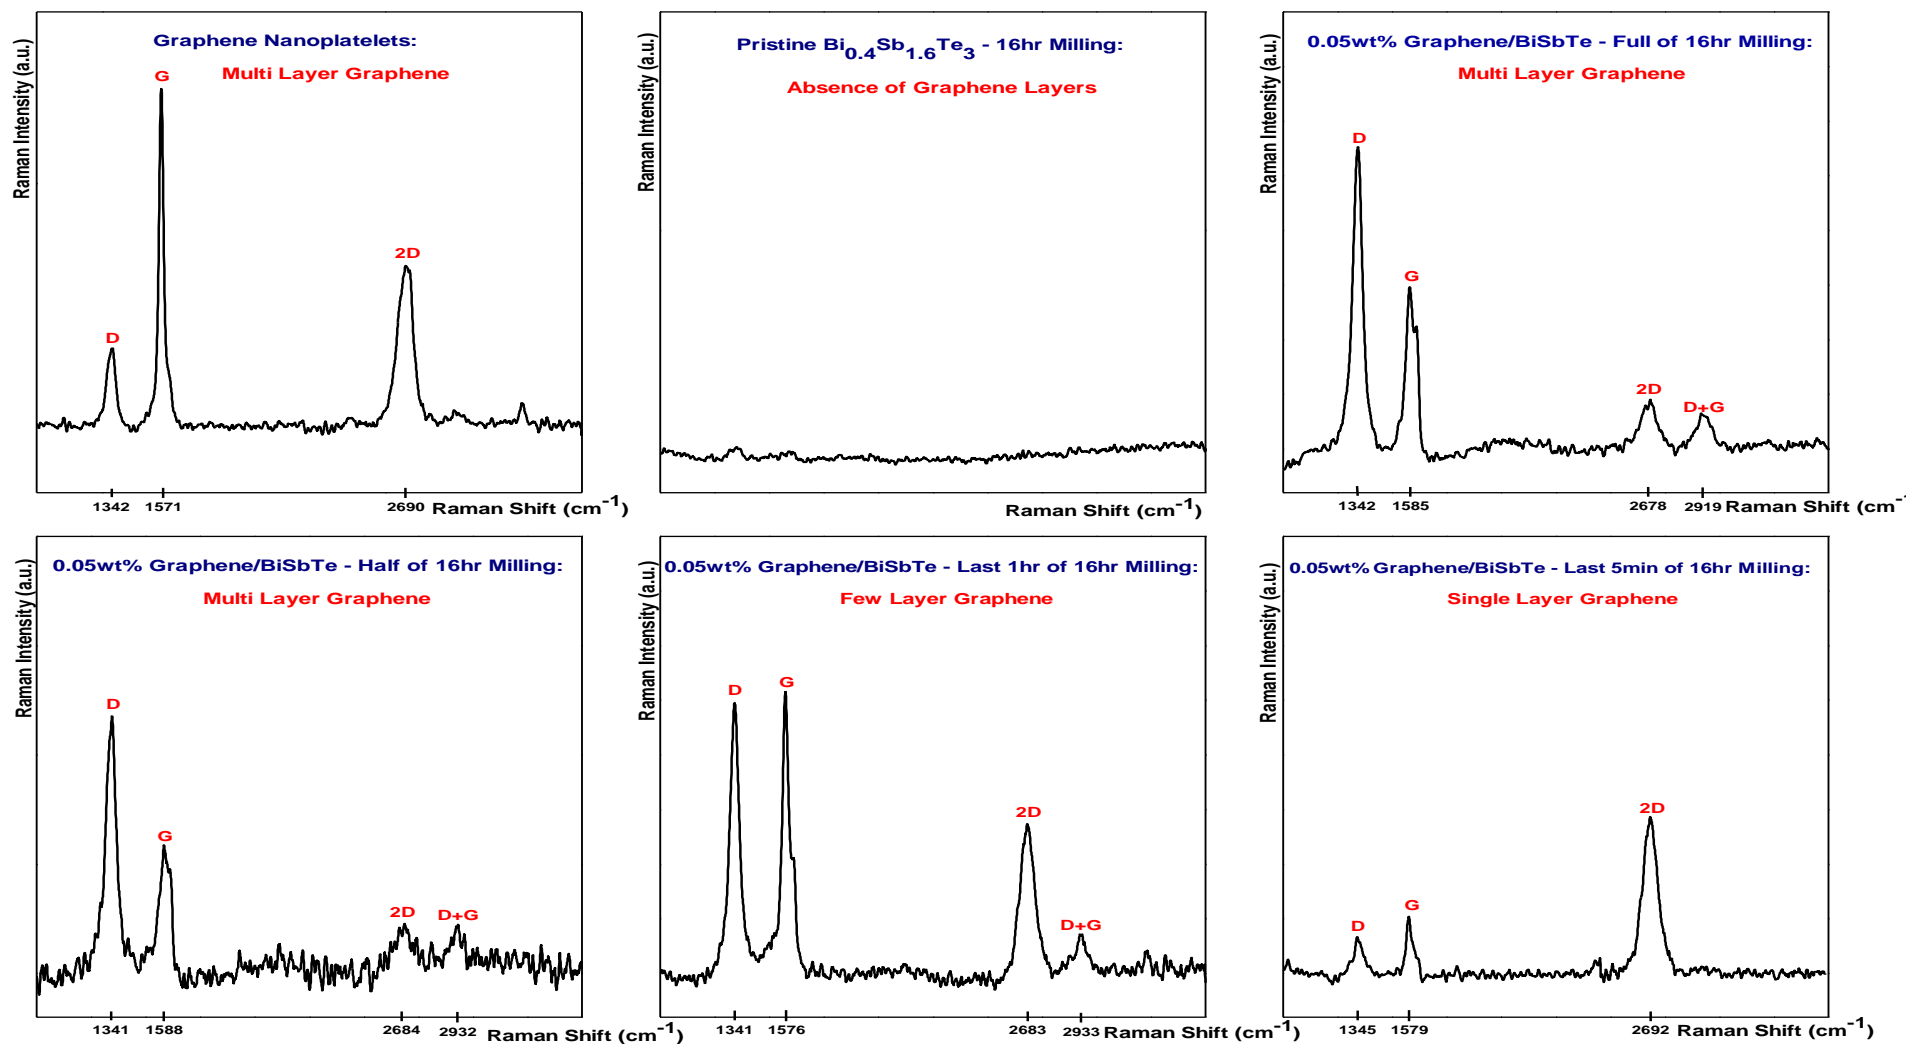 Graphene Nanoplatelets:
Multi Layer Graphene
Raman Intensity (a.u.)
D
G
2D
1342 1571 2690 Raman Shift (cm-1)
Pristine Bi0.4Sb1.6Te3 - 16hr Milling:
Absence of Graphene Layers
Raman Intensity (a.u.)
Raman Shift (cm-1)
0.05wt% Graphene/BiSbTe - Full of 16hr Milling:
Multi Layer Graphene
Raman Intensity (a.u.)
D
G
2D
D+G
1342 1585 2678 2919 Raman Shift (cm-1
0.05wt% Graphene/BiSbTe - Half of 16hr Milling:
Multi Layer Graphene
Raman Intensity (a.u.)
D
G
2D
D+G
1341 1588 2684 2932 Raman Shift (cm-1)
0.05wt% Graphene/BiSbTe - Last 1hr of 16hr Milling:
Few Layer Graphene
Raman Intensity (a.u.)
D
G
2D
D+G
1341 1576 2683 2933 Raman Shift (cm-1)
0.05wt% Graphene/BiSbTe - Last 5min of 16hr Milling:
Single Layer Graphene
Raman Intensity (a.u.)
D
G
2D
1345 1579 2692 Raman Shift (cm-1)